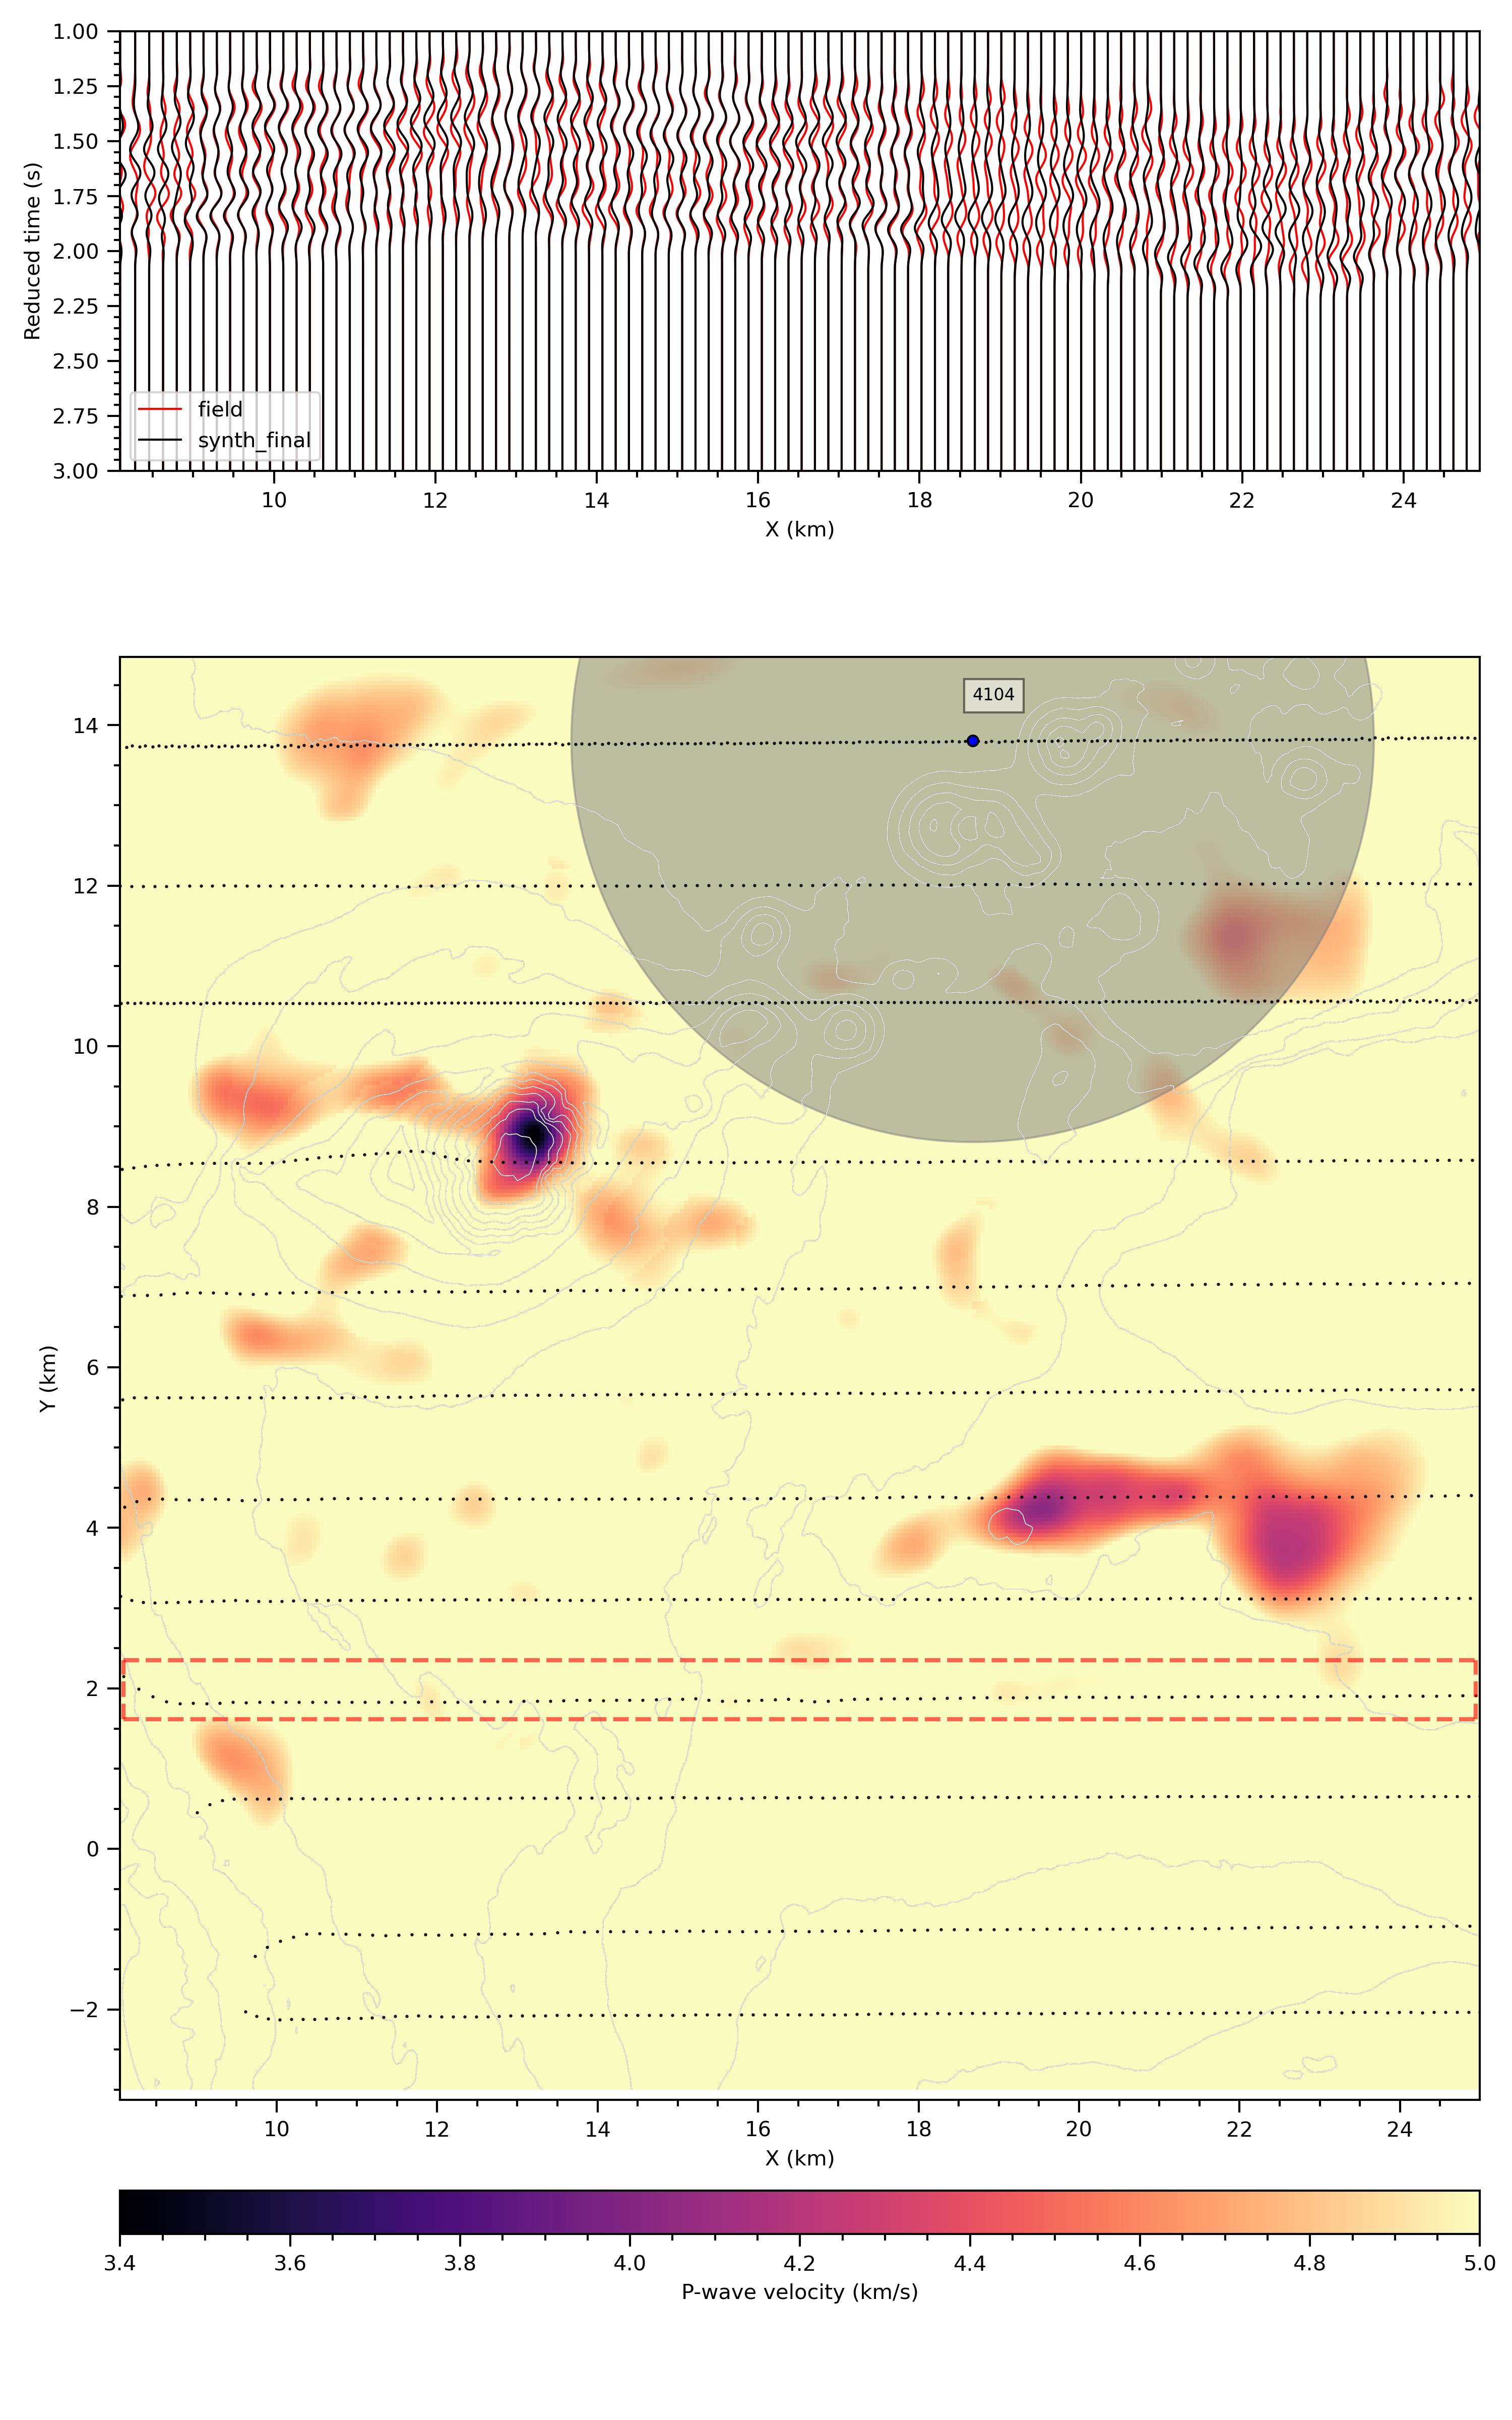 1.00
1.25
1.50
1.75
2.00
2.25
2.50
2.75
3.00
Reduced time (s)
field
synth_final
10 12 14 16 18 20 22 24
X (km)
4104
14
12
10
8
6
4
2
0
−2
Y (km)
10 12 14 16 18 20 22 24
X (km)
3.4 3.6 3.8 4.0 4.2 4.4 4.6 4.8 5.0
P-wave velocity (km/s)